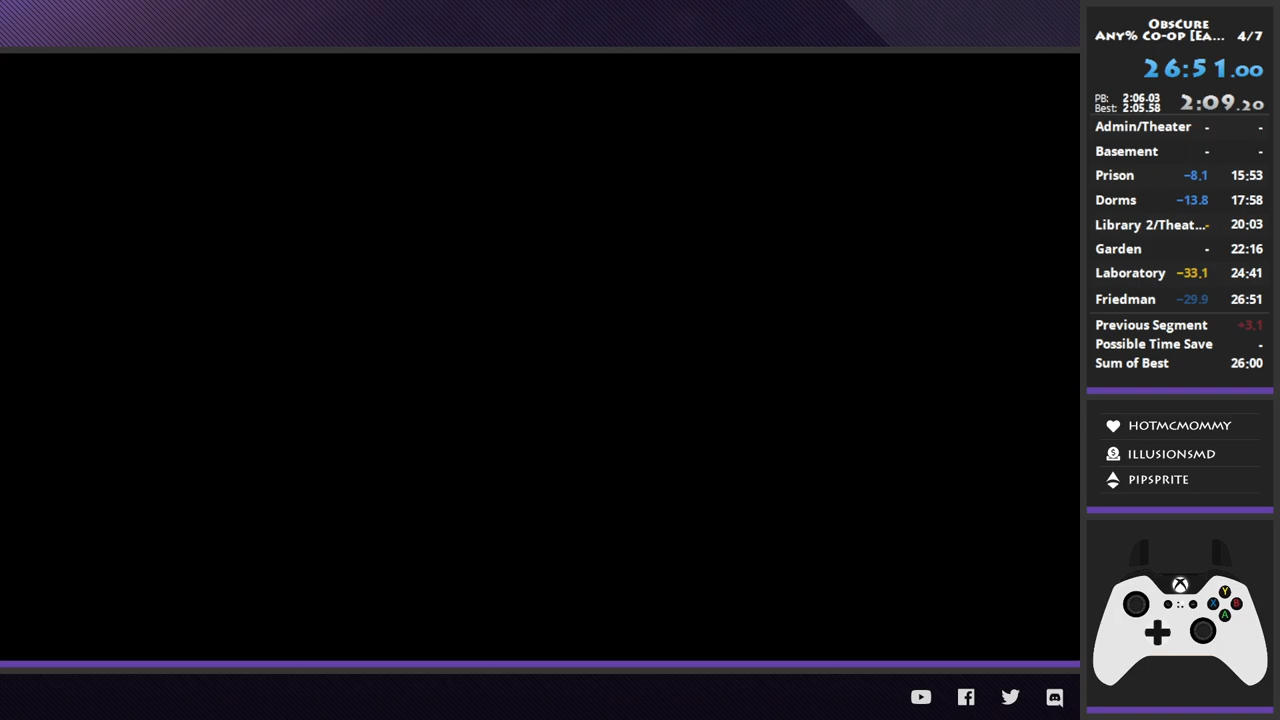 ObsCure
Any% Co-op [Ea... 4/7
26:51.00
PB: 2:06.03
Best: 2:05.58
2:09.20
Admin/Theater - -
Basement - -
Prison −8.1 15:53
Dorms −13.8 17:58
Library 2/Theat...- 20:03
Garden - 22:16
Laboratory −33.1 24:41
Friedman −29.9 26:51
Previous Segment +3.1
Possible Time Save -
Sum of Best 26:00
HOTMCMOMMY
ILLUSIONSMD
PIPSPRITE
Y
X B
A